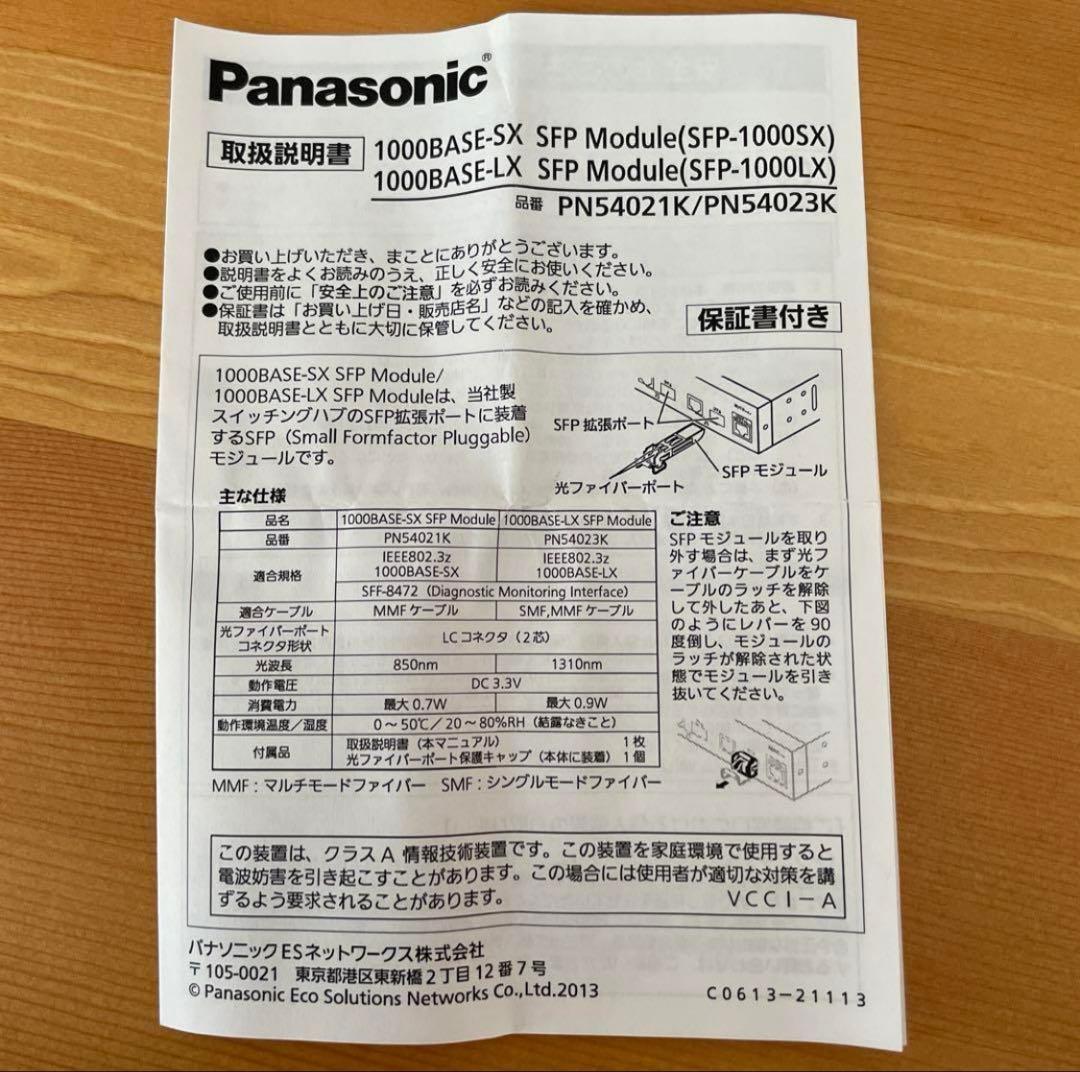 Panasonic®
取扱説明書
1000BASE-SX SFP Module(SFP-1000SX)
1000BASE-LX SFP Module(SFP-1000LX)
品番 PN54021K/PN54023K
●お買い上げいただき、まことにありがとうございます。
●説明書をよくお読みのうえ、正しく安全にお使いください。
●ご使用前に「安全上のご注意」を必ずお読みください。
●保証書は「お買い上げ日・販売店名」などの記入を確かめ、
取扱説明書とともに大切に保管してください。
保証書付き
1000BASE-SX SFP Module/
1000BASE-LX SFP Moduleは、当社製
スイッチングハブのSFP拡張ポートに装着
するSFP（Small Formfactor Pluggable）
モジュールです。
SFP 拡張ポート
SFP モジュール
光ファイバーポート
主な仕様
品名 1000BASE-SX SFP Module 1000BASE-LX SFP Module
品番 PN54021K PN54023K
適合規格 IEEE802.3z 1000BASE-SX IEEE802.3z 1000BASE-LX
SFF-8472（Diagnostic Monitoring Interface）
適合ケーブル MMF ケーブル SMF,MMF ケーブル
光ファイバーポート
コネクタ形状 LC コネクタ（2芯）
光波長 850nm 1310nm
動作電圧 DC 3.3V
消費電力 最大 0.7W 最大 0.9W
動作環境温度／湿度 0～50℃／20～80%RH（結露なきこと）
付属品 取扱説明書（本マニュアル） 1枚
光ファイバーポート保護キャップ（本体に装着） 1個
MMF：マルチモードファイバー SMF：シングルモードファイバー
ご注意
SFP モジュールを取り
外す場合は、まず光フ
ァイバーケーブルをケ
ーブルのラッチを解除
して外したあと、下図
のようにレバーを 90
度倒し、モジュールの
ラッチが解除された状
態でモジュールを引き
抜いてください。
この装置は、クラスA 情報技術装置です。この装置を家庭環境で使用すると
電波妨害を引き起こすことがあります。この場合には使用者が適切な対策を講
ずるよう要求されることがあります。
VCCI－A
パナソニックESネットワークス株式会社
〒105-0021 東京都港区東新橋2丁目12番7号
© Panasonic Eco Solutions Networks Co.,Ltd.2013
C0613－21113